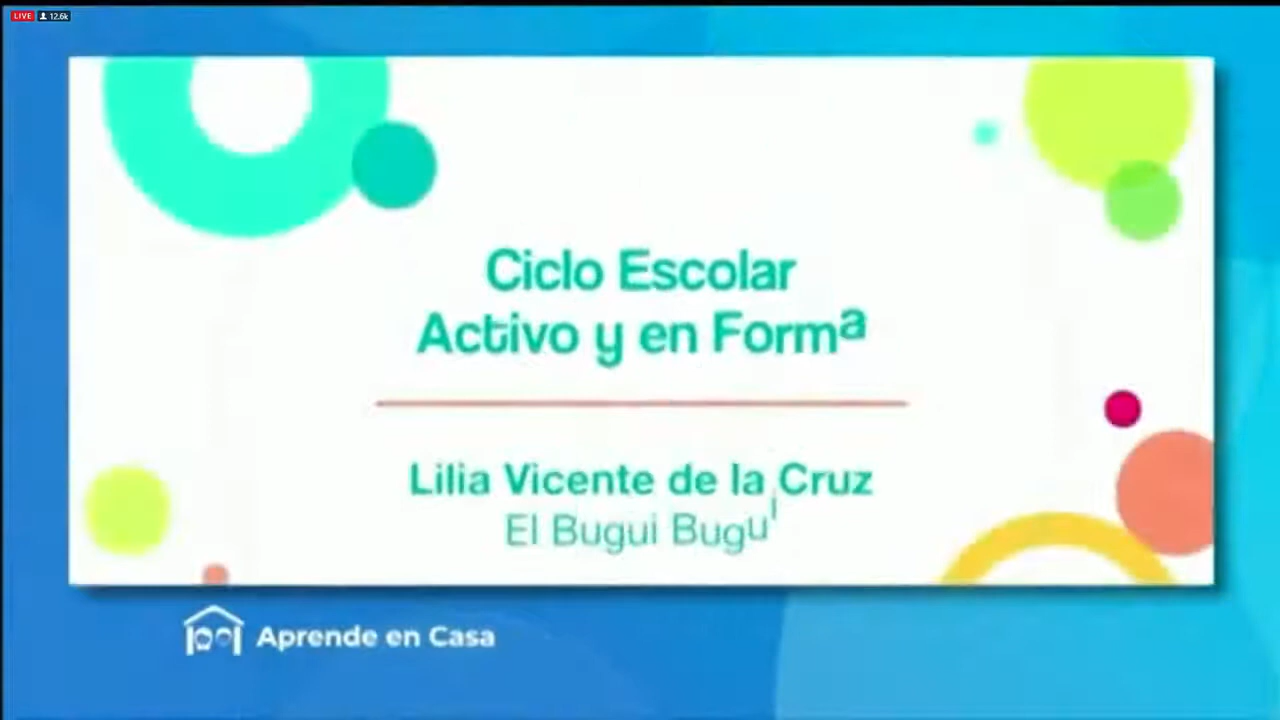 LIVE 12.6k
Ciclo Escolar
Activo y en Forma
Lilia Vicente de la Cruz
El Bugui Bugui
Aprende en Casa